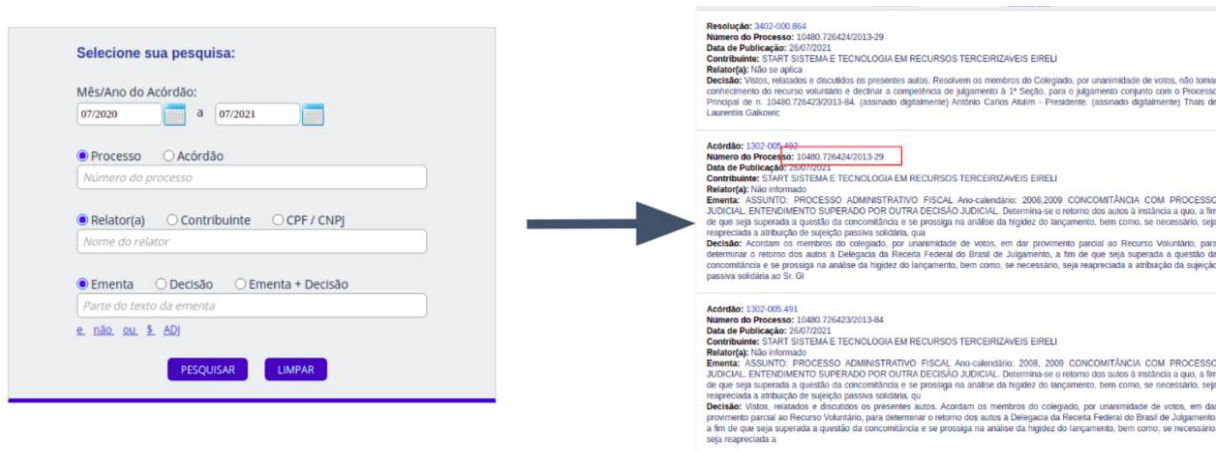 Selecione sua pesquisa:
Mês/Ano do Acórdão:
07/2020 a 07/2021
Processo Acórdão
Número do processo
Relator(a) Contribuinte CPF / CNPJ
Nome do relator
Ementa Decisão Ementa + Decisão
Parte do texto da ementa
e não ou $ ADJ
PESQUISAR LIMPAR
Resolução: 3402-000.864
Número do Processo: 10480.726424/2013-29
Data de Publicação: 26/07/2021
Contribuinte: START SISTEMA E TECNOLOGIA EM RECURSOS TERCEIRIZAVEIS EIRELI
Relator(a): Não se aplica
Decisão: Vistos, relatados e discutidos os presentes autos. Resolvem os membros do Colegiado, por unanimidade de votos, não tomar
conhecimento do recurso voluntário e declinar a competência de julgamento à 1ª Seção, para o julgamento conjunto com o Processo
Principal de n. 10480.726423/2013-84. (assinado digitalmente) Antônio Carlos Atulim - Presidente. (assinado digitalmente) Thais de
Laurentiis Galkowic
Acórdão: 1302-005.492
Número do Processo: 10480.726424/2013-29
Data de Publicação: 26/07/2021
Contribuinte: START SISTEMA E TECNOLOGIA EM RECURSOS TERCEIRIZAVEIS EIRELI
Relator(a): Não informado
Ementa: ASSUNTO: PROCESSO ADMINISTRATIVO FISCAL Ano-calendário: 2008,2009 CONCOMITÂNCIA COM PROCESSO
JUDICIAL. ENTENDIMENTO SUPERADO POR OUTRA DECISÃO JUDICIAL. Determina-se o retorno dos autos à instância a quo, a fim
de que seja superada a questão da concomitância e se prossiga na análise da higidez do lançamento, bem como, se necessário, seja
reapreciada a atribuição de sujeição passiva solidária, qua
Decisão: Acordam os membros do colegiado, por unanimidade de votos, em dar provimento parcial ao Recurso Voluntário, para
determinar o retorno dos autos à Delegacia da Receita Federal do Brasil de Julgamento, a fim de que seja superada a questão da
concomitância e se prossiga na análise da higidez do lançamento, bem como, se necessário, seja reapreciada a atribuição da sujeição
passiva solidária ao Sr. Gl
Acórdão: 1302-005.491
Número do Processo: 10480.726423/2013-84
Data de Publicação: 26/07/2021
Contribuinte: START SISTEMA E TECNOLOGIA EM RECURSOS TERCEIRIZAVEIS EIRELI
Relator(a): Não informado
Ementa: ASSUNTO: PROCESSO ADMINISTRATIVO FISCAL Ano-calendário: 2008, 2009 CONCOMITÂNCIA COM PROCESSO
JUDICIAL. ENTENDIMENTO SUPERADO POR OUTRA DECISÃO JUDICIAL. Determina-se o retorno dos autos à instância a quo, a fim
de que seja superada a questão da concomitância e se prossiga na análise da higidez do lançamento, bem como, se necessário, seja
reapreciada a atribuição de sujeição passiva solidária, qu
Decisão: Vistos, relatados e discutidos os presentes autos. Acordam os membros do colegiado, por unanimidade de votos, em dar
provimento parcial ao Recurso Voluntário, para determinar o retorno dos autos à Delegacia da Receita Federal do Brasil de Julgamento,
a fim de que seja superada a questão da concomitância e se prossiga na análise da higidez do lançamento, bem como, se necessário,
seja reapreciada a